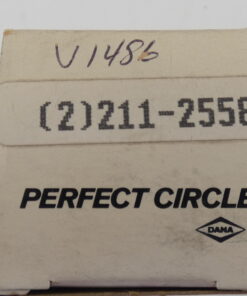 V1486
(2)211-2558
PERFECT CIRCLE
DANA